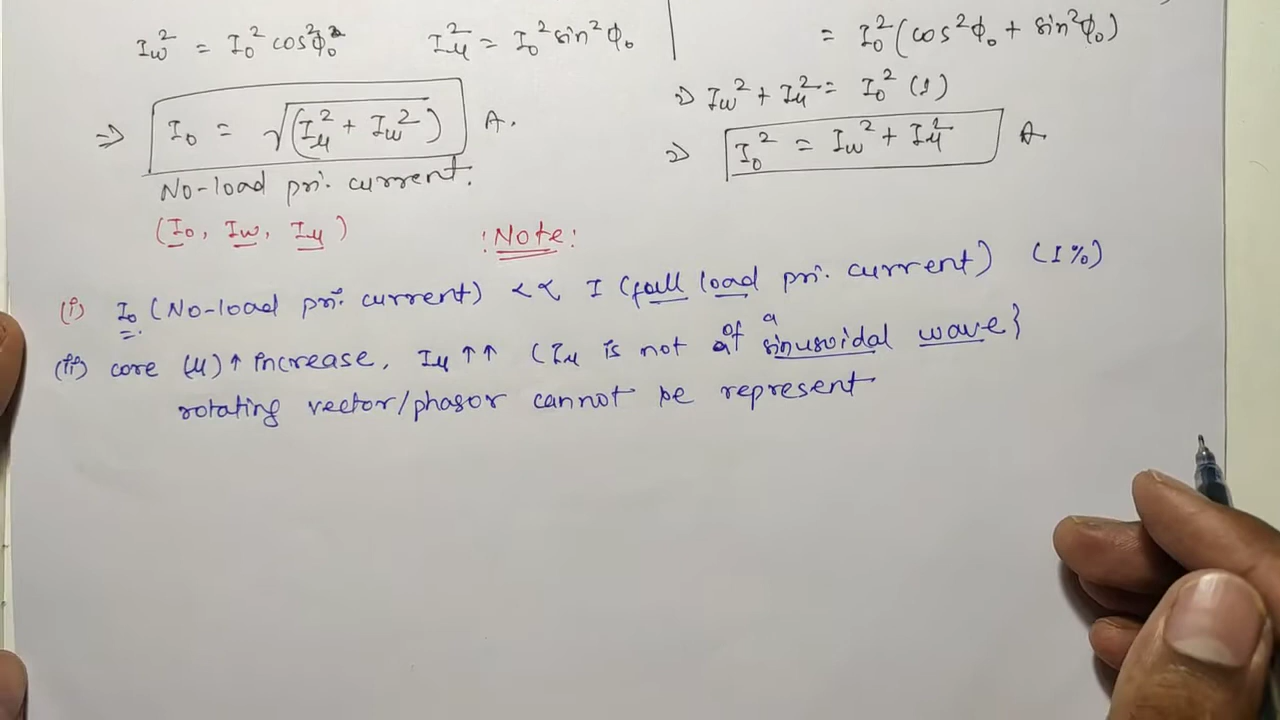 Iw² = I₀² cos²φ₀²
Iμ² = I₀² sin²φ₀
= I₀² (cos²φ₀ + sin²φ₀)
⇒ Iw² + Iμ² = I₀² (1)
⇒ I₀ = √(Iμ² + Iw²) A.
⇒ I₀² = Iw² + Iμ² A.
No-load pri. current.
(I₀, Iw, Iμ)
!Note:
(i) I₀ (No-load pri. current) << I (full load pri. current) (1%)
(ii) core (μ)↑ increase, Iμ↑↑ (Iμ is not of a sinusoidal wave}
rotating vector/phasor cannot be represent